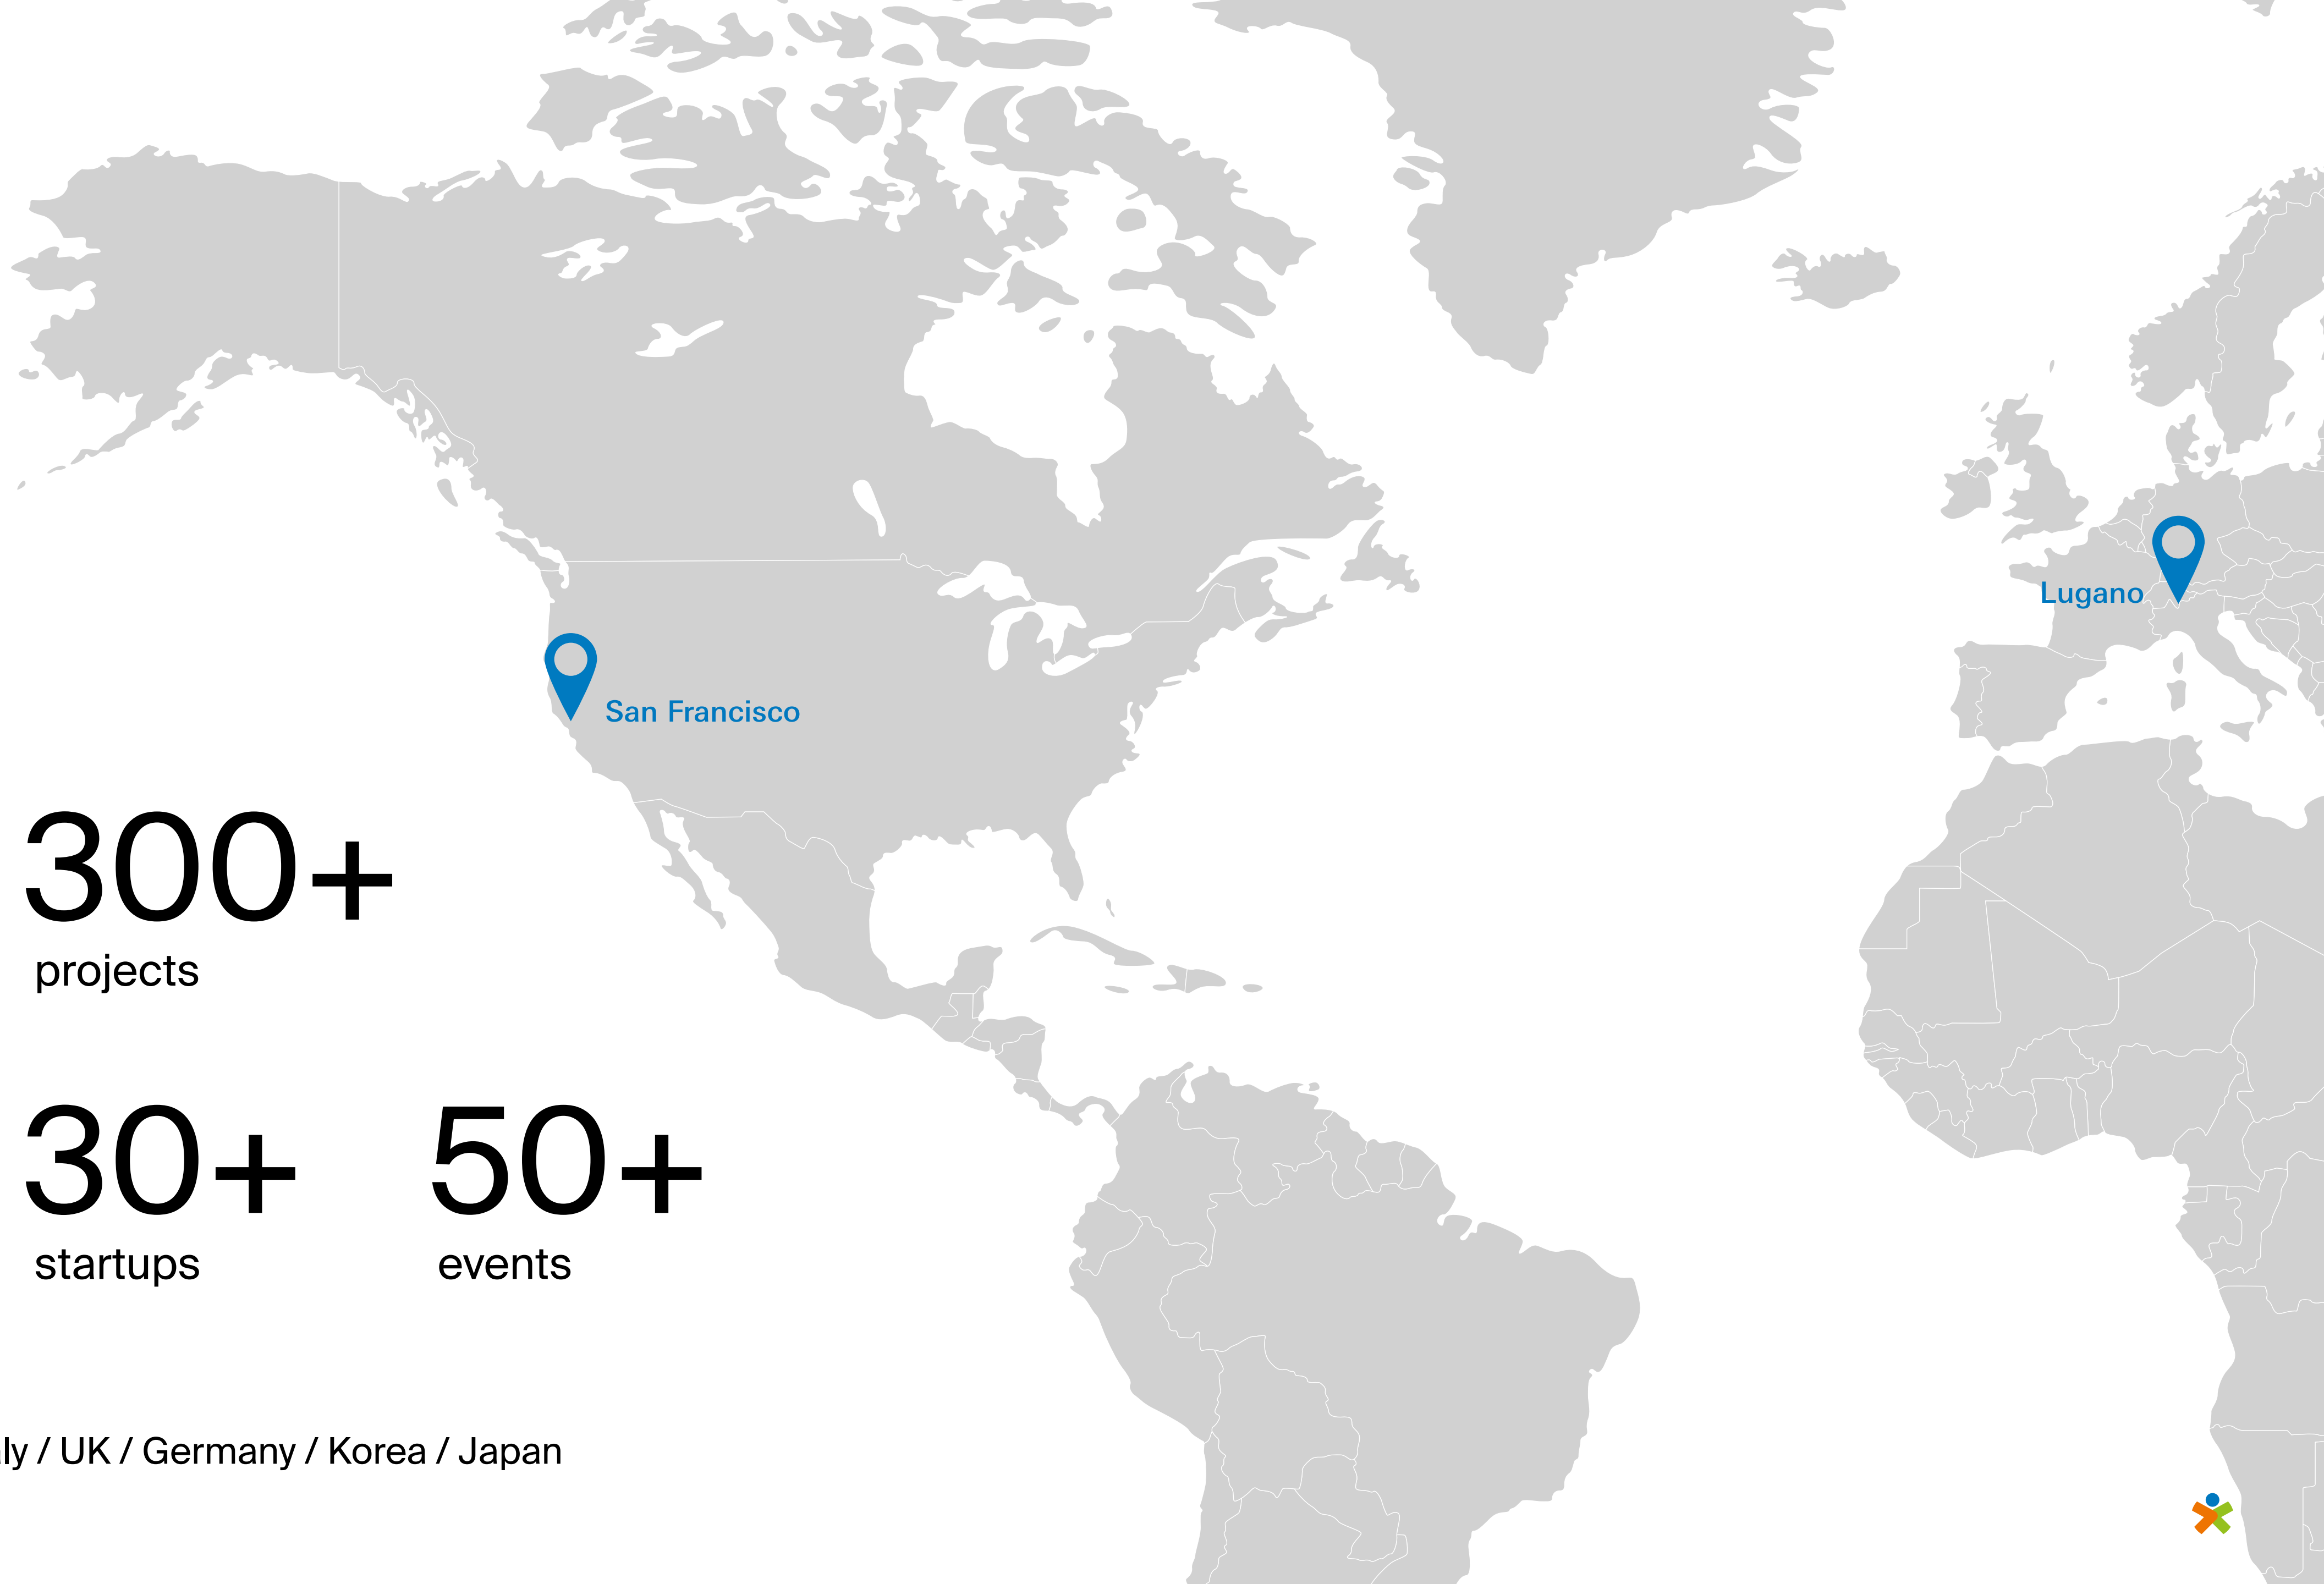 Lugano
San Francisco
300+
projects
30+
startups
50+
events
ly / UK / Germany / Korea / Japan